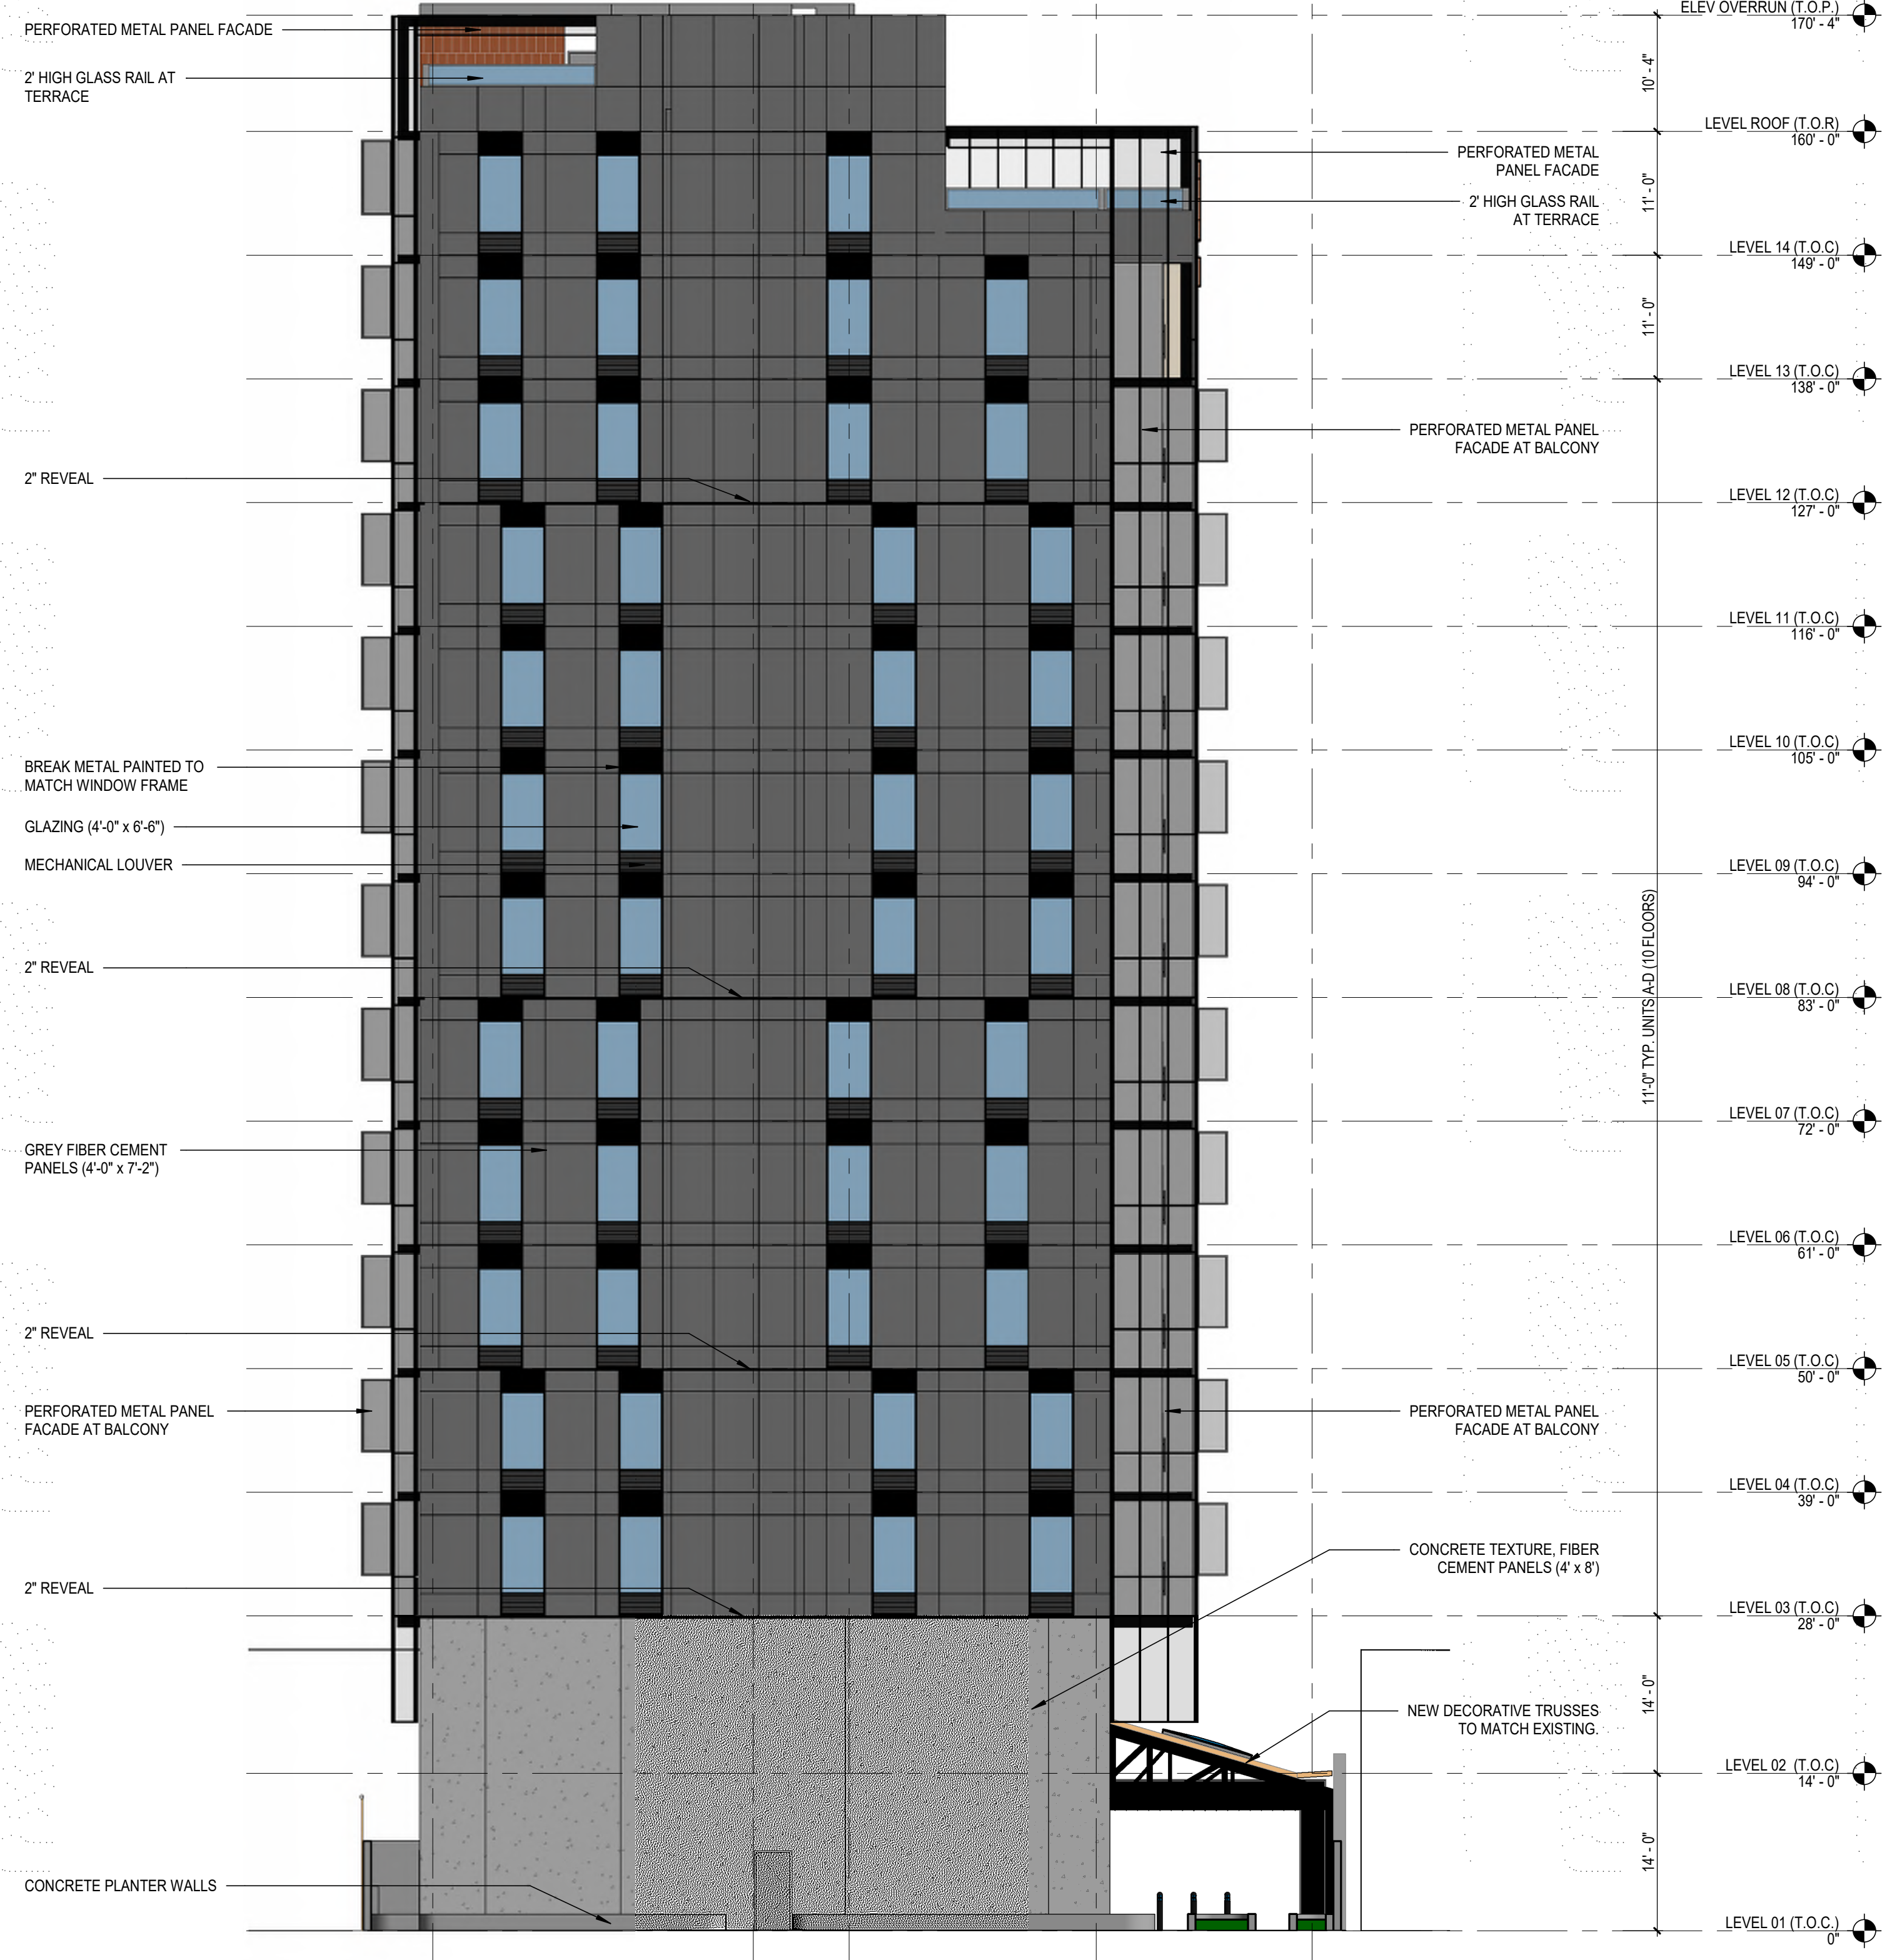 PERFORATED METAL PANEL FACADE
2' HIGH GLASS RAIL AT
TERRACE
2" REVEAL
BREAK METAL PAINTED TO
MATCH WINDOW FRAME
GLAZING (4'-0" x 6'-6")
MECHANICAL LOUVER
2" REVEAL
GREY FIBER CEMENT
PANELS (4'-0" x 7'-2")
2" REVEAL
PERFORATED METAL PANEL
FACADE AT BALCONY
2" REVEAL
CONCRETE PLANTER WALLS
PERFORATED METAL
PANEL FACADE
2' HIGH GLASS RAIL
AT TERRACE
PERFORATED METAL PANEL
FACADE AT BALCONY
PERFORATED METAL PANEL
FACADE AT BALCONY
CONCRETE TEXTURE, FIBER
CEMENT PANELS (4' x 8')
NEW DECORATIVE TRUSSES
TO MATCH EXISTING.
10' - 4"
11' - 0"
11' - 0"
11'-0" TYP. UNITS A-D (10 FLOORS)
14' - 0"
14' - 0"
ELEV OVERRUN (T.O.P.)
170' - 4"
LEVEL ROOF (T.O.R)
160' - 0"
LEVEL 14 (T.O.C)
149' - 0"
LEVEL 13 (T.O.C)
138' - 0"
LEVEL 12 (T.O.C)
127' - 0"
LEVEL 11 (T.O.C)
116' - 0"
LEVEL 10 (T.O.C)
105' - 0"
LEVEL 09 (T.O.C)
94' - 0"
LEVEL 08 (T.O.C)
83' - 0"
LEVEL 07 (T.O.C)
72' - 0"
LEVEL 06 (T.O.C)
61' - 0"
LEVEL 05 (T.O.C)
50' - 0"
LEVEL 04 (T.O.C)
39' - 0"
LEVEL 03 (T.O.C)
28' - 0"
LEVEL 02 (T.O.C)
14' - 0"
LEVEL 01 (T.O.C.)
0"